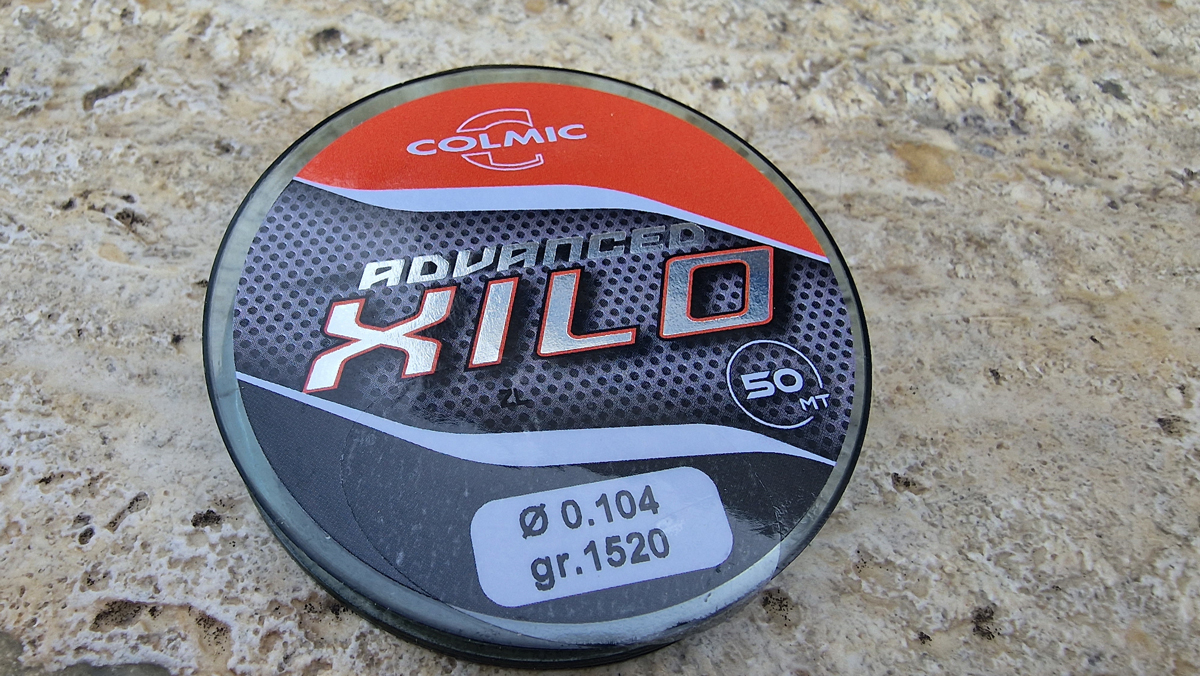 COLMIC
ADVANCED
XILO
50
MT
Ø 0.104
gr.1520